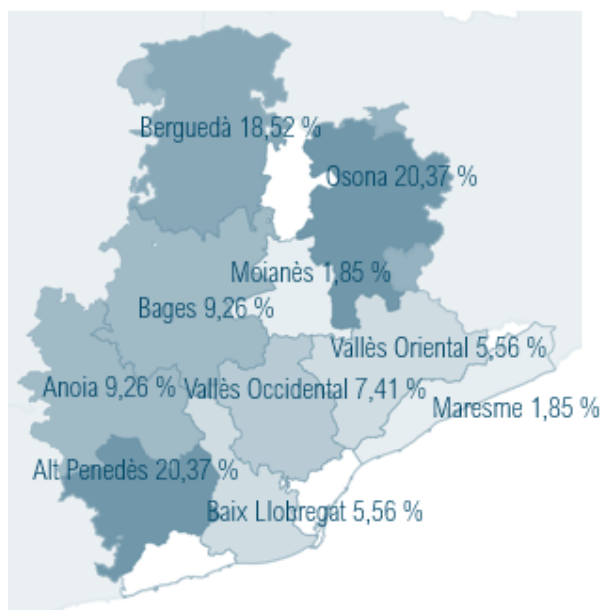 Berguedà 18,52 %
Osona 20,37 %
Moianès 1,85 %
Bages 9,26 %
Vallès Oriental 5,56 %
Anoia 9,26 %
Vallès Occidental 7,41 %
Maresme 1,85 %
Alt Penedès 20,37 %
Baix Llobregat 5,56 %